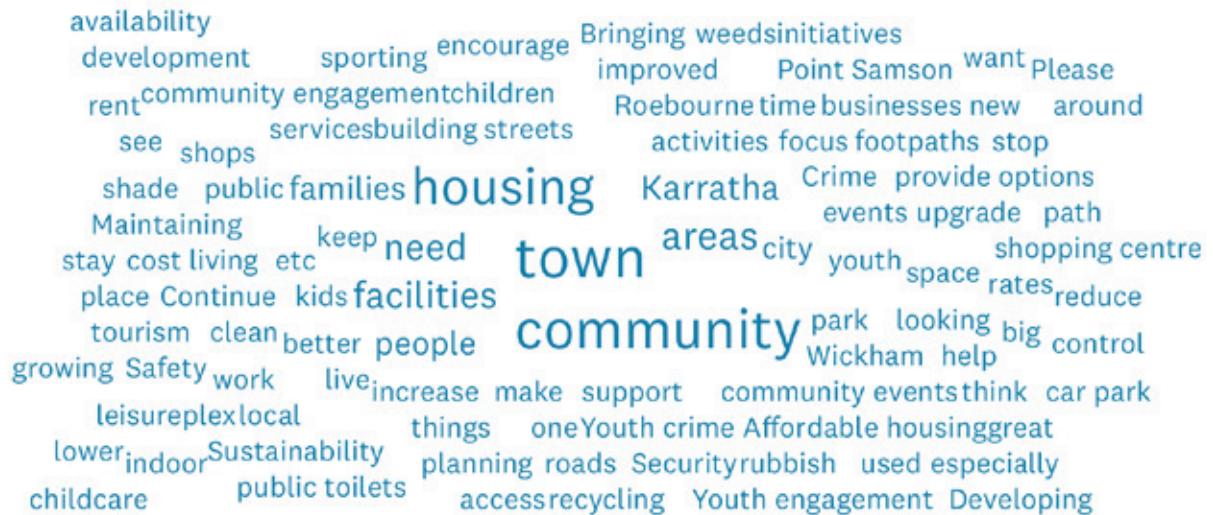 availability
encourage Bringing weedsinitiatives
development sporting improved Point Samson want Please
rent community engagementchildren Roebourne time businesses new around
servicesbuilding streets
see shops activities focus footpaths stop
shade public families housing Karratha Crime provide options
Maintaining events upgrade path
keep need town areas city shopping centre
stay cost living etc youth space rates reduce
place Continue kids facilities
tourism clean better people community park looking big control
growing Safety work live Wickham help
increase make support community events think car park
leisureplexlocal things oneYouth crime Affordable housinggreat
lower indoor Sustainability planning roads Securityrubbish used especially
childcare public toilets accessrecycling Youth engagement Developing